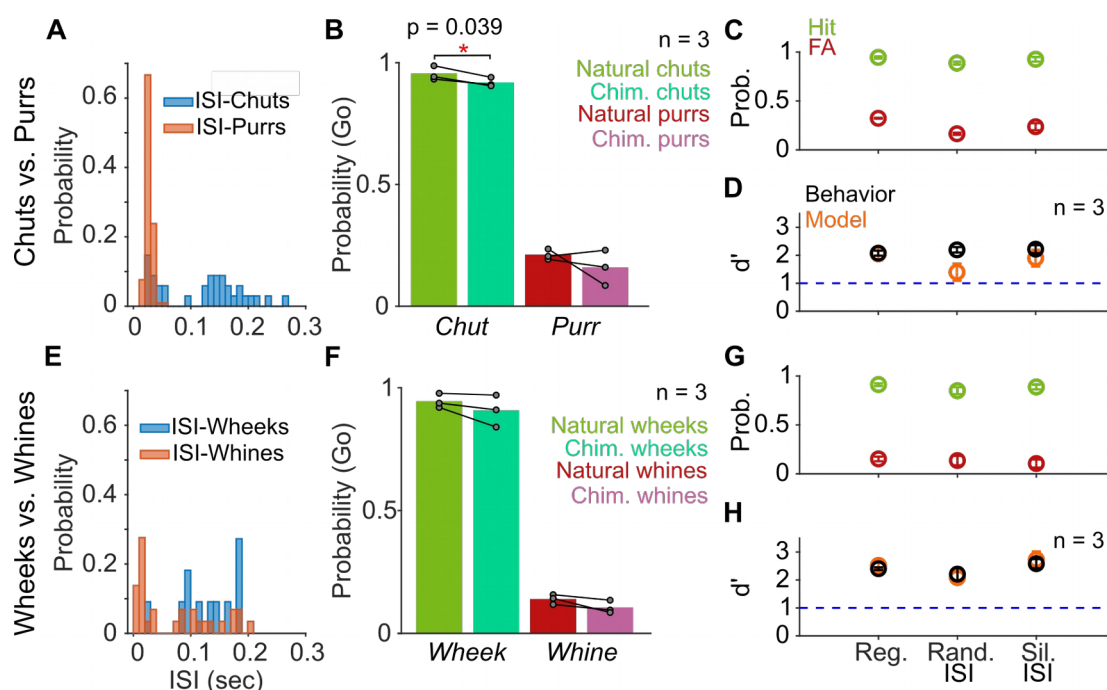 A
Chuts vs. Purrs
Probability
0.6
0.4
0.2
0
0
0.1
0.2
0.3
ISI-Chuts
ISI-Purrs
B
p = 0.039
*
n = 3
Probability (Go)
1
0.5
0
Natural chuts
Chim. chuts
Natural purrs
Chim. purrs
Chut
Purr
C
Hit
FA
Prob.
1
0.5
0
D
Behavior
Model
n = 3
d'
3
2
1
0
E
Wheeks vs. Whines
Probability
0.6
0.4
0.2
0
0
0.1
0.2
0.3
ISI (sec)
ISI-Wheeks
ISI-Whines
F
n = 3
Probability (Go)
1
0.5
0
Natural wheeks
Chim. wheeks
Natural whines
Chim. whines
Wheek
Whine
G
Prob.
1
0.5
0
H
n = 3
d'
3
2
1
0
Reg.
Rand.
ISI
Sil.
ISI